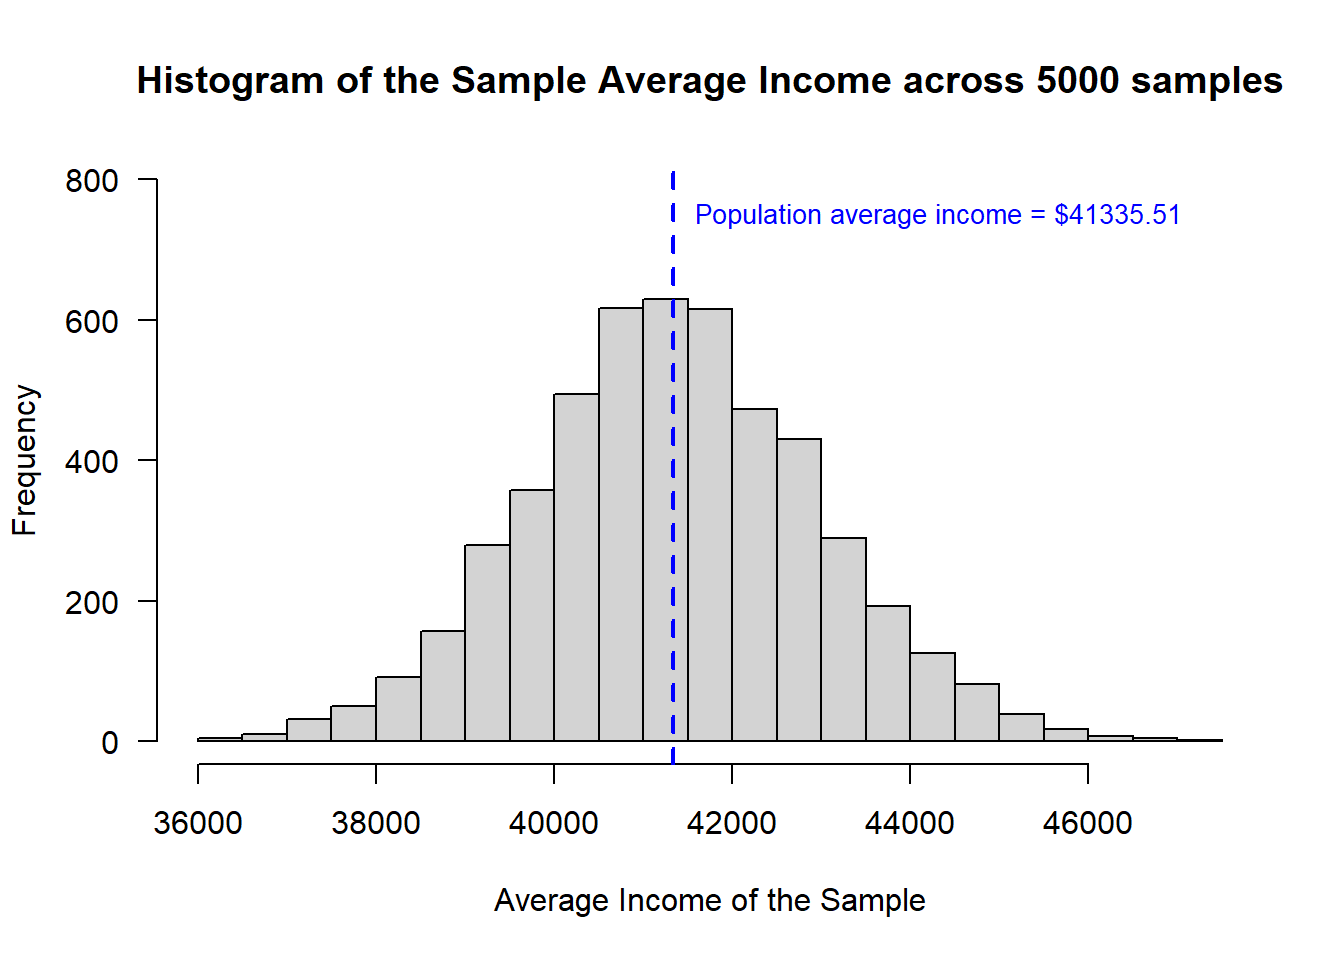 Histogram of the Sample Average Income across 5000 samples
800
Population average income = $41335.51
600
400
200
0
Frequency
36000 38000 40000 42000 44000 46000
Average Income of the Sample